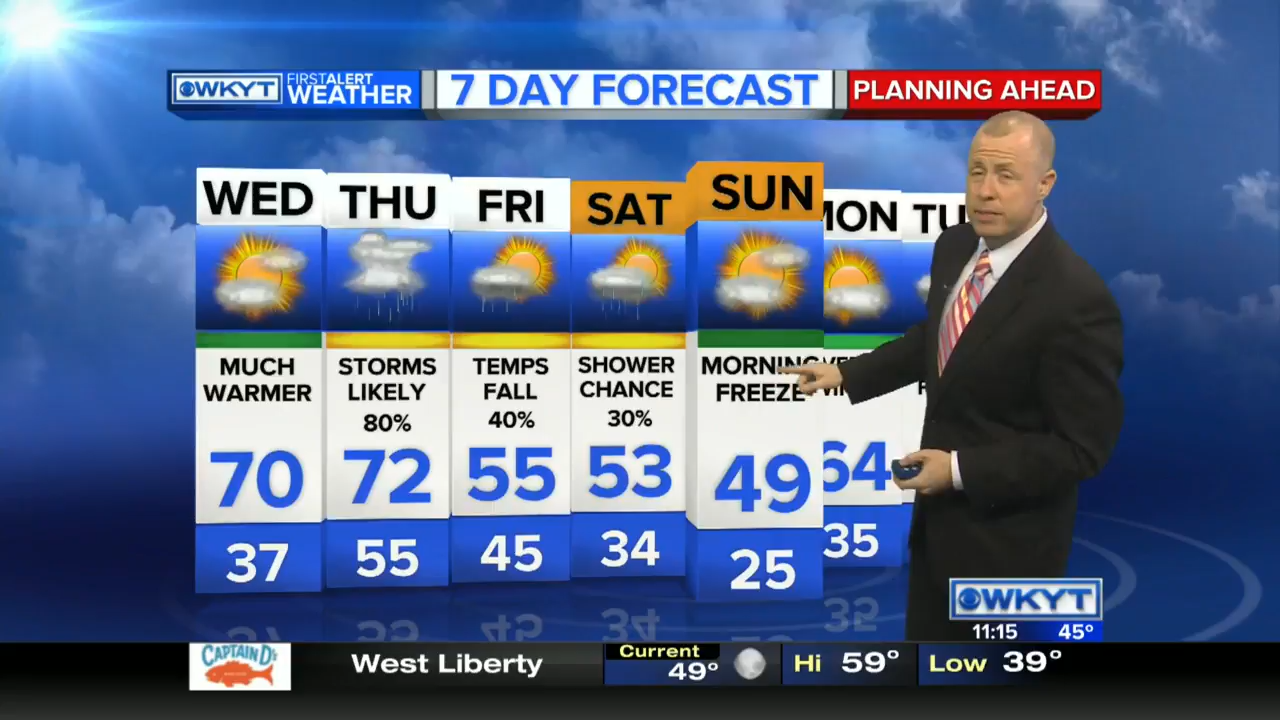 WKYT FIRST ALERT WEATHER 7 DAY FORECAST PLANNING AHEAD
WED THU FRI SAT SUN MON TU
MUCH WARMER
STORMS LIKELY 80%
TEMPS FALL 40%
SHOWER CHANCE 30%
MORNING FREEZE
70 72 55 53 49 64
37 55 45 34 25 35
WKYT
11:15 45°
CAPTAIN D's
West Liberty
Current 49°
Hi 59°
Low 39°